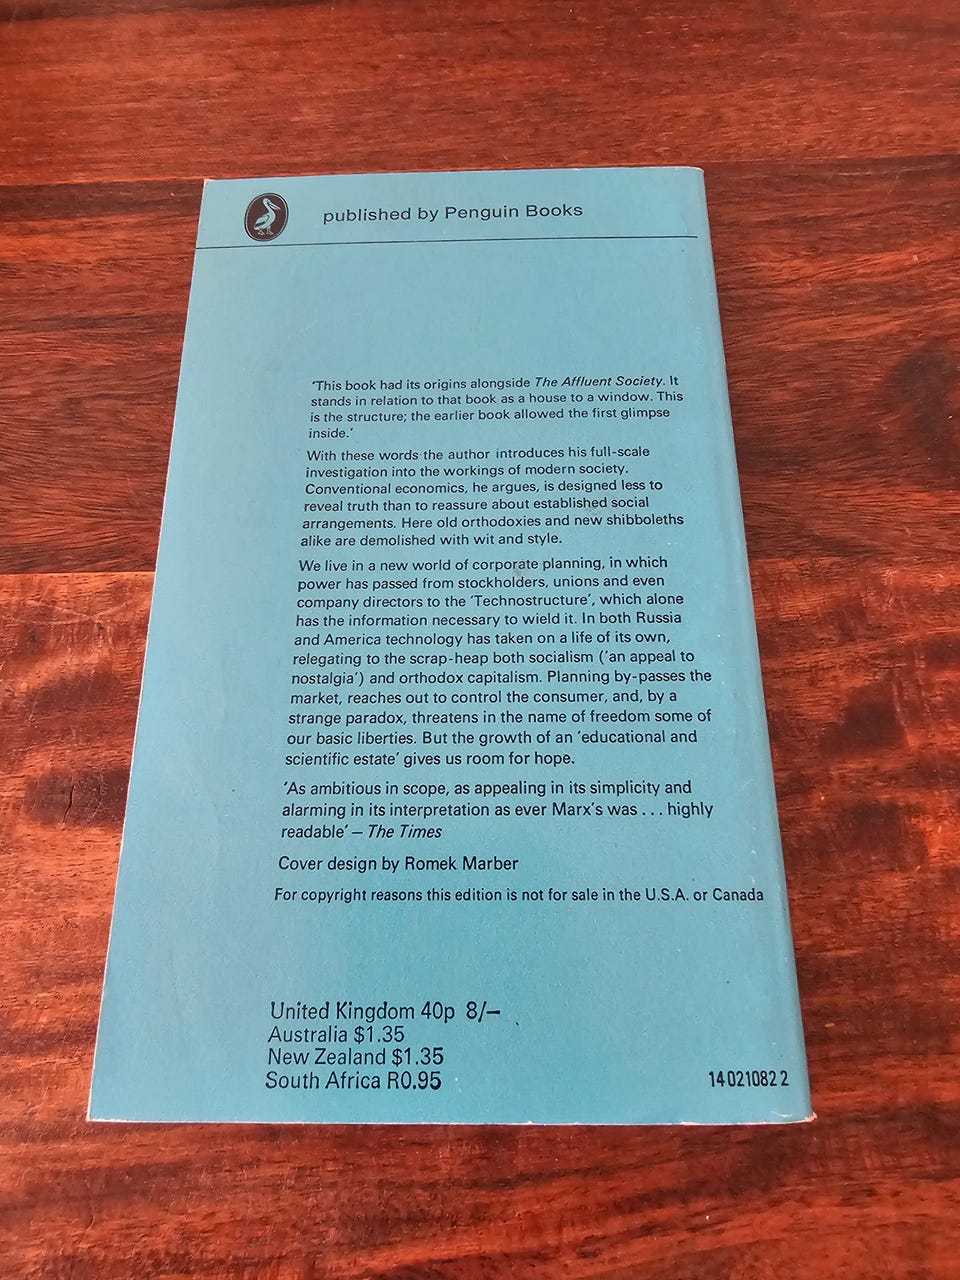 published by Penguin Books
‘This book had its origins alongside The Affluent Society. It
stands in relation to that book as a house to a window. This
is the structure; the earlier book allowed the first glimpse
inside.’
With these words the author introduces his full-scale
investigation into the workings of modern society.
Conventional economics, he argues, is designed less to
reveal truth than to reassure about established social
arrangements. Here old orthodoxies and new shibboleths
alike are demolished with wit and style.
We live in a new world of corporate planning, in which
power has passed from stockholders, unions and even
company directors to the ‘Technostructure’, which alone
has the information necessary to wield it. In both Russia
and America technology has taken on a life of its own,
relegating to the scrap-heap both socialism (‘an appeal to
nostalgia’) and orthodox capitalism. Planning by-passes the
market, reaches out to control the consumer, and, by a
strange paradox, threatens in the name of freedom some of
our basic liberties. But the growth of an ‘educational and
scientific estate’ gives us room for hope.
‘As ambitious in scope, as appealing in its simplicity and
alarming in its interpretation as ever Marx’s was . . . highly
readable’ – The Times
Cover design by Romek Marber
For copyright reasons this edition is not for sale in the U.S.A. or Canada
United Kingdom 40p 8/–
Australia $1.35
New Zealand $1.35
South Africa R0.95
14 021082 2